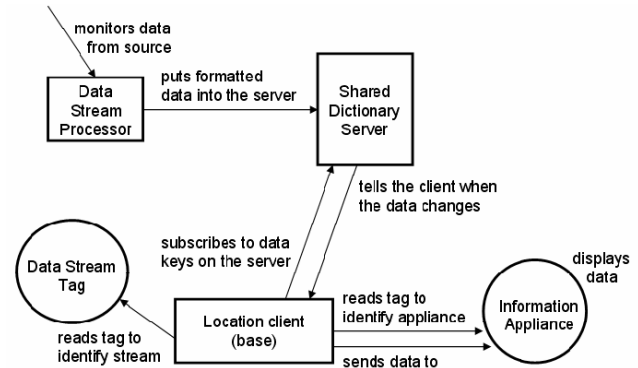 monitors data
from source
Data
Stream
Processor
puts formatted
data into the server
Shared
Dictionary
Server
tells the client when
the data changes
subscribes to data
keys on the server
Data Stream
Tag
reads tag to
identify stream
Location client
(base)
reads tag to
identify appliance
sends data to
displays
data
Information
Appliance